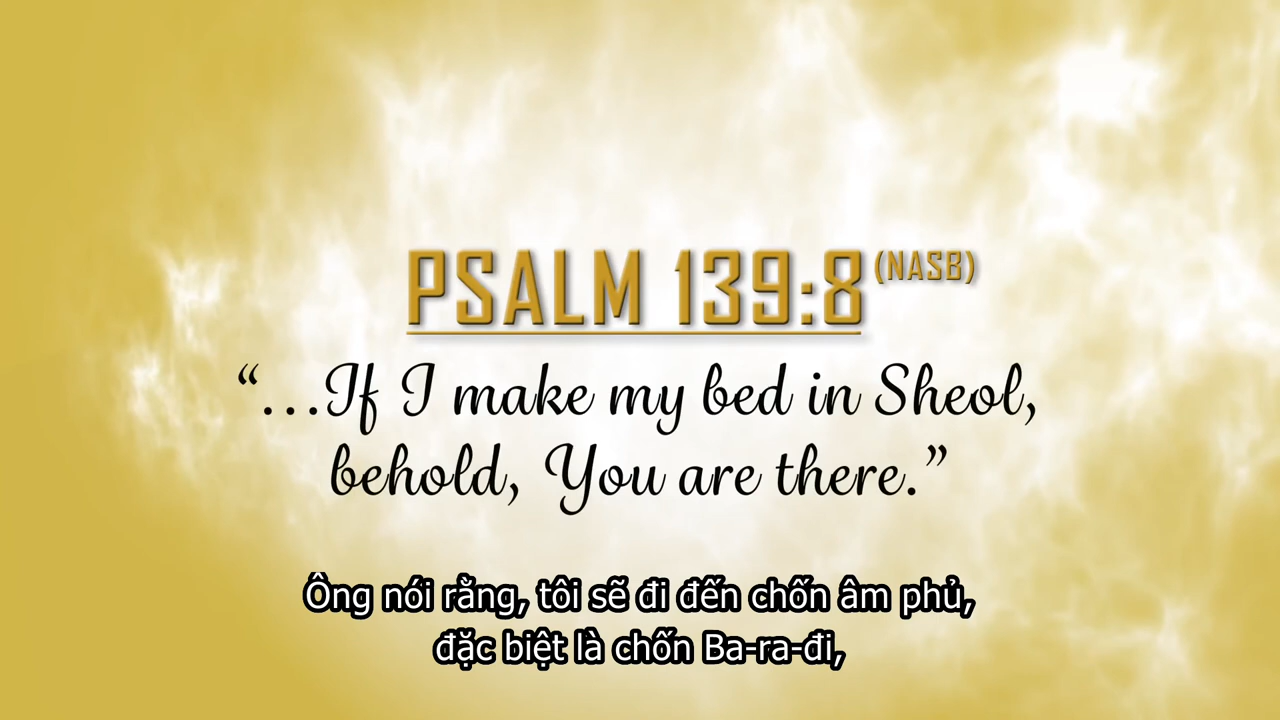 PSALM 139:8 (NASB)
“...If I make my bed in Sheol,
behold, You are there.”
Ông nói rằng, tôi sẽ đi đến chốn âm phủ,
đặc biệt là chốn Ba-ra-đi,